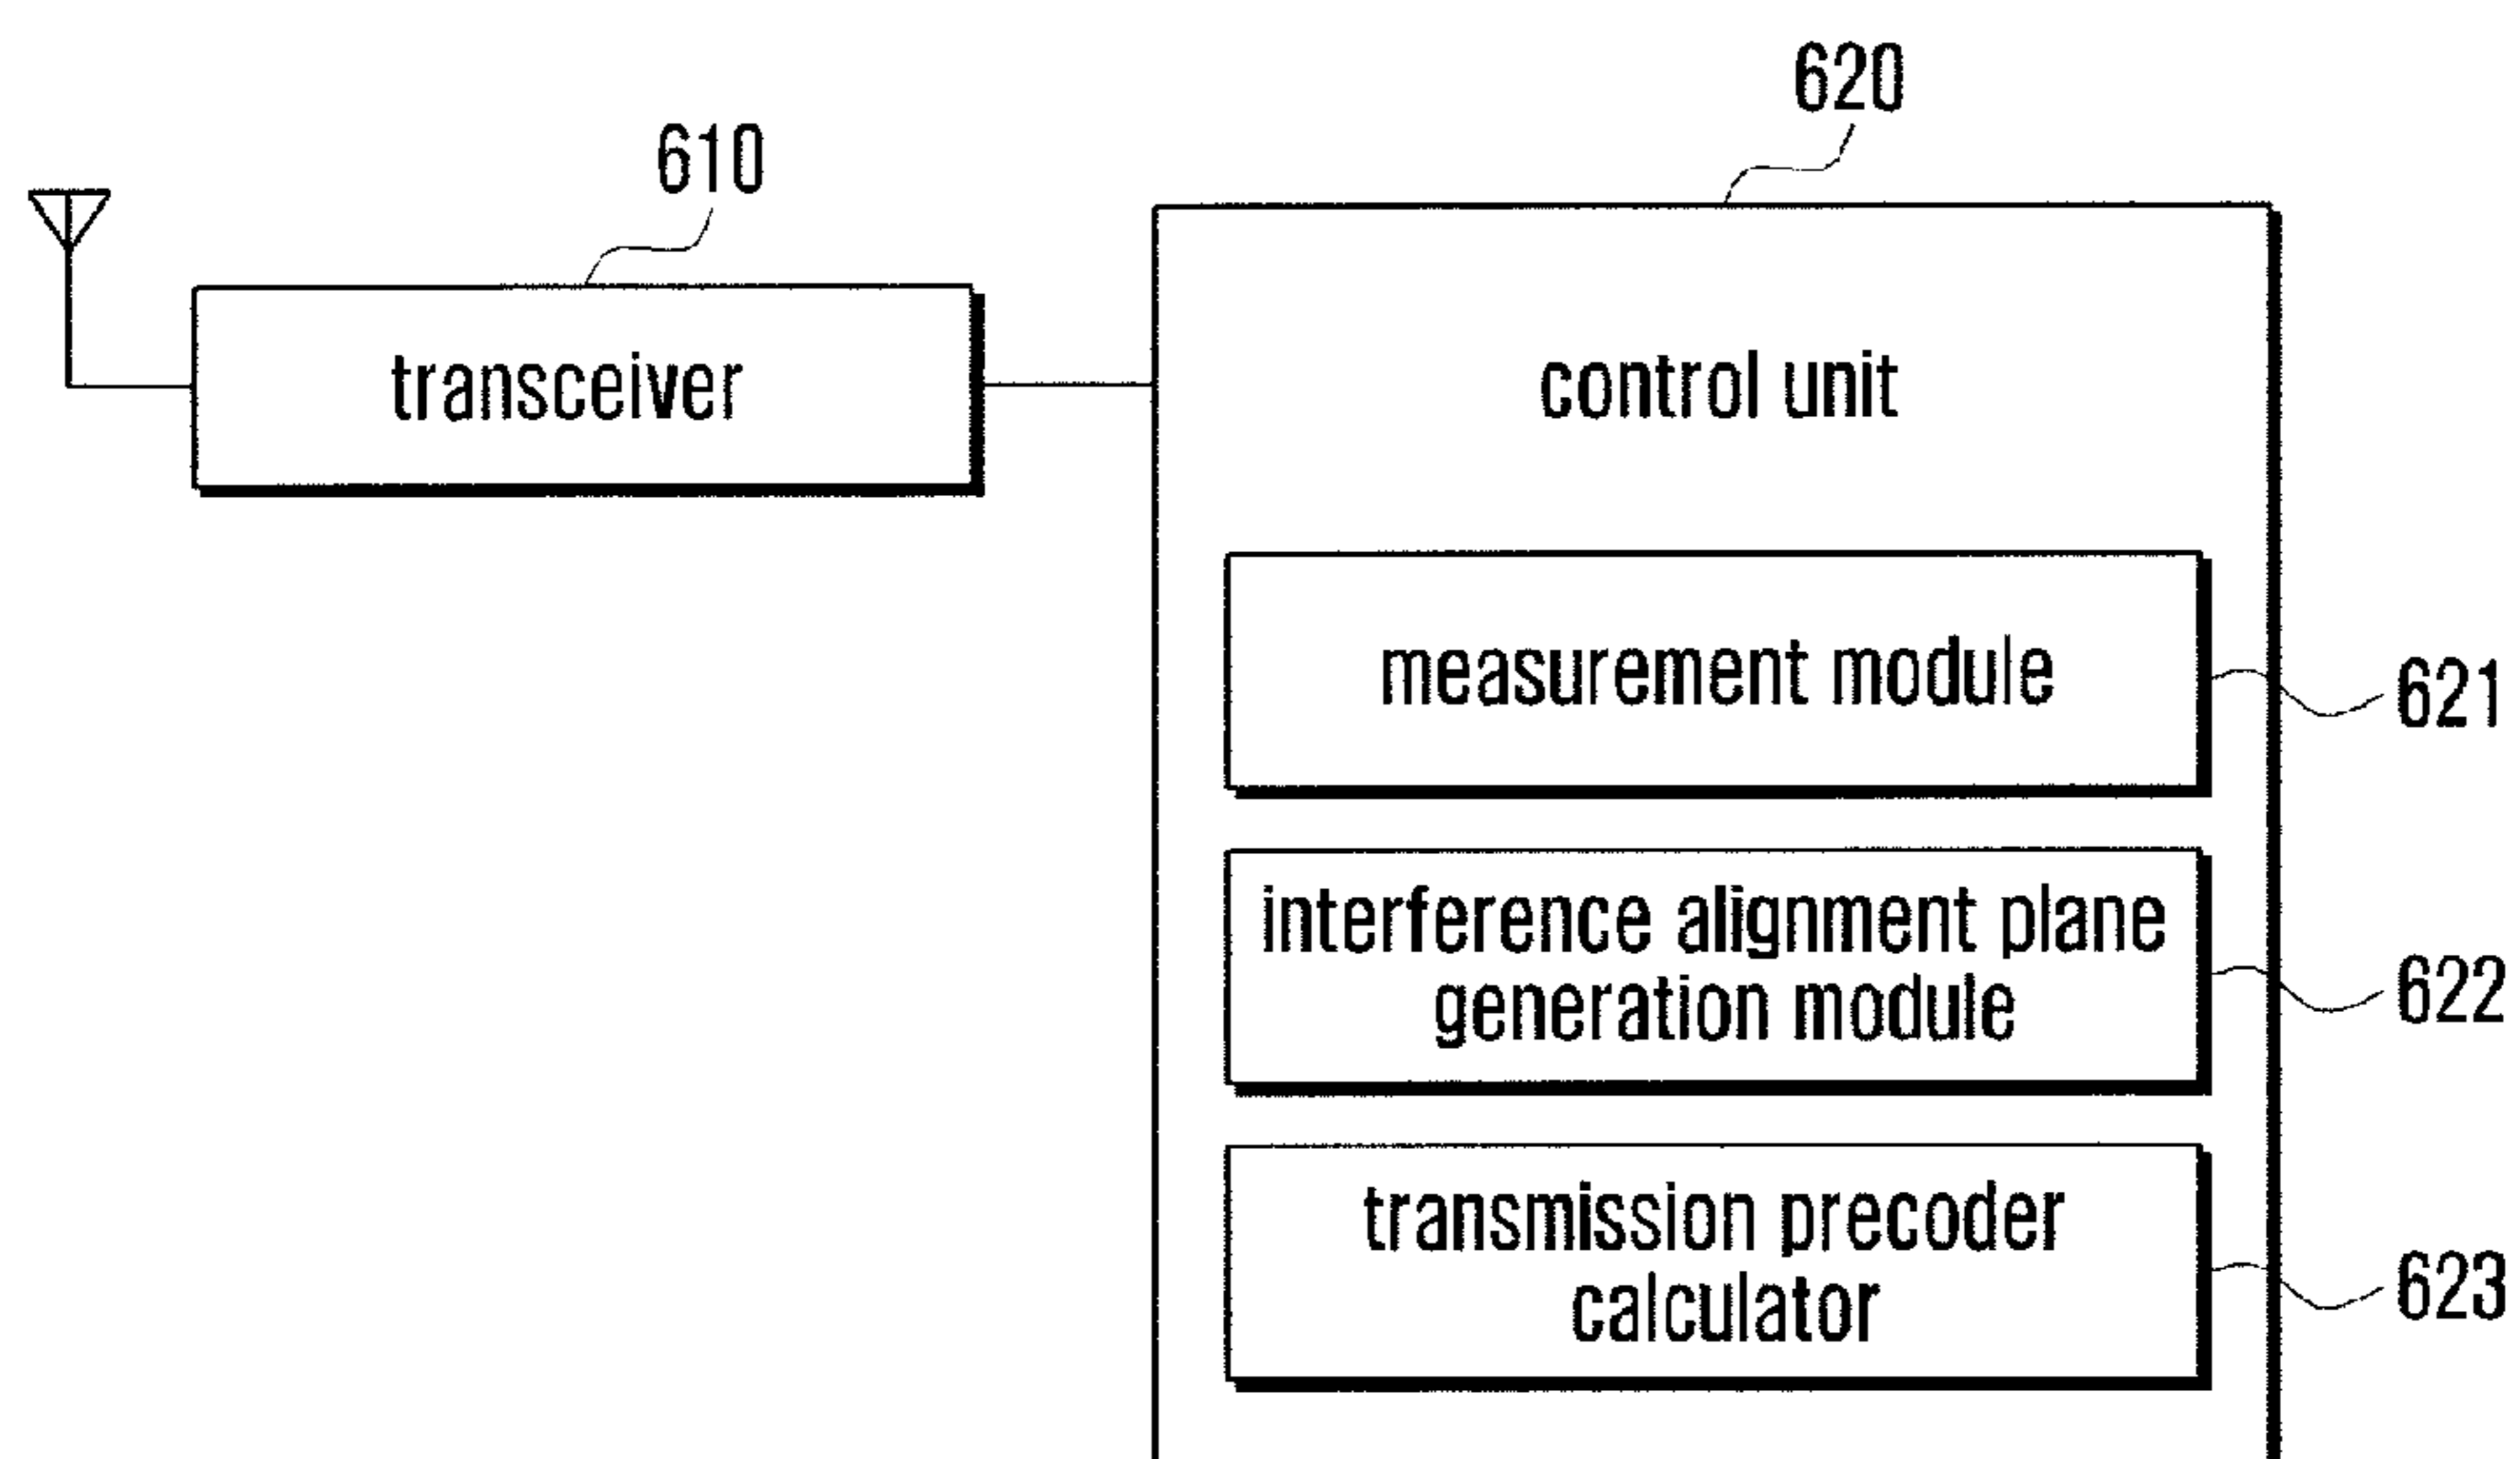 620
610
transceiver
control unit
measurement module
621
interference alignment plane
generation module
622
transmission precoder
calculator
623